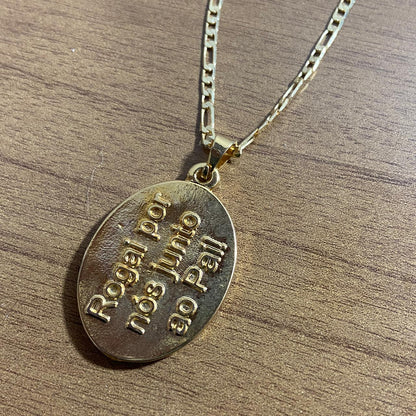 Rogai por
nós junto
ao Pai!